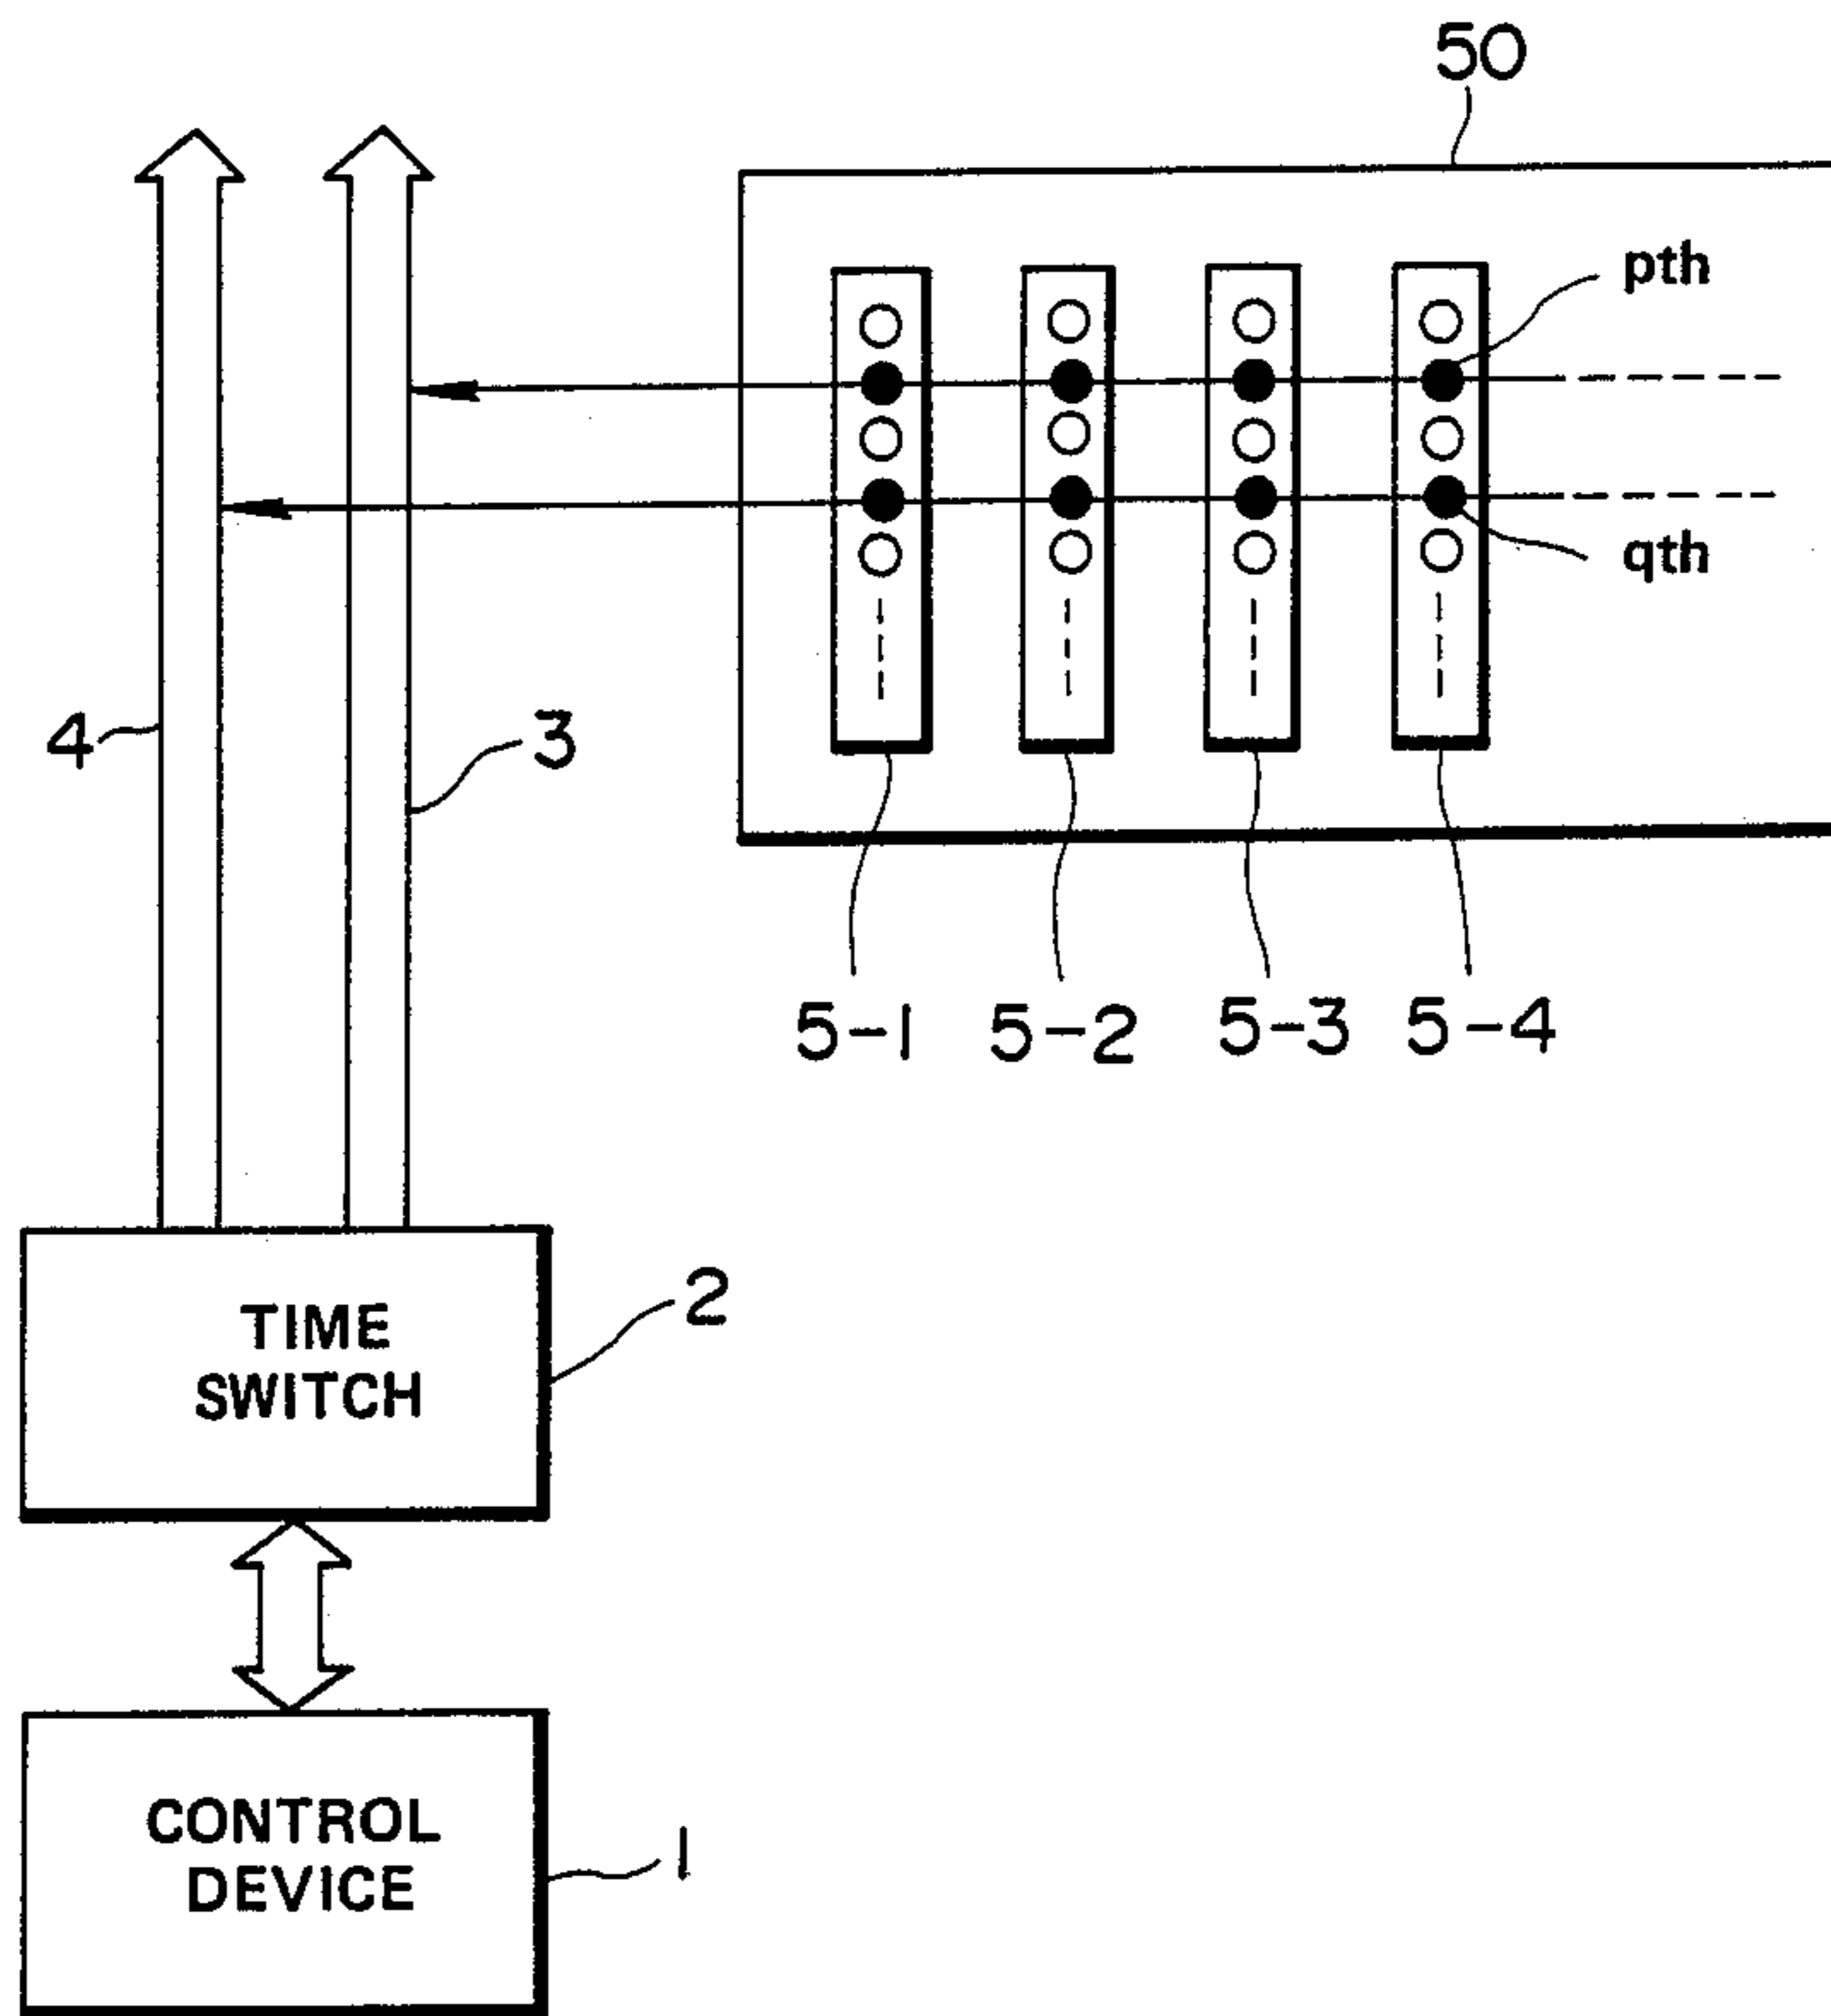 50
pth
qth
4
3
5-1 5-2 5-3 5-4
TIME
SWITCH
2
CONTROL
DEVICE
1